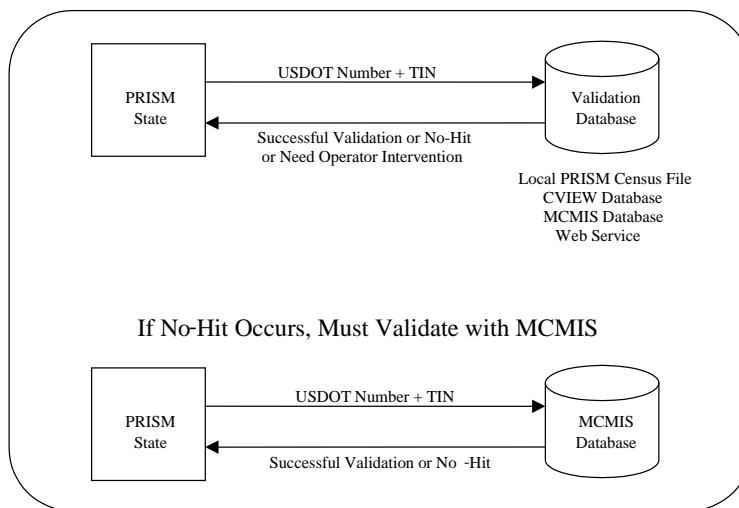 USDOT Number + TIN
PRISM
State
Validation
Database
Successful Validation or No-Hit
or Need Operator Intervention
Local PRISM Census File
CVIEW Database
MCMIS Database
Web Service
If No-Hit Occurs, Must Validate with MCMIS
USDOT Number + TIN
PRISM
State
MCMIS
Database
Successful Validation or No -Hit